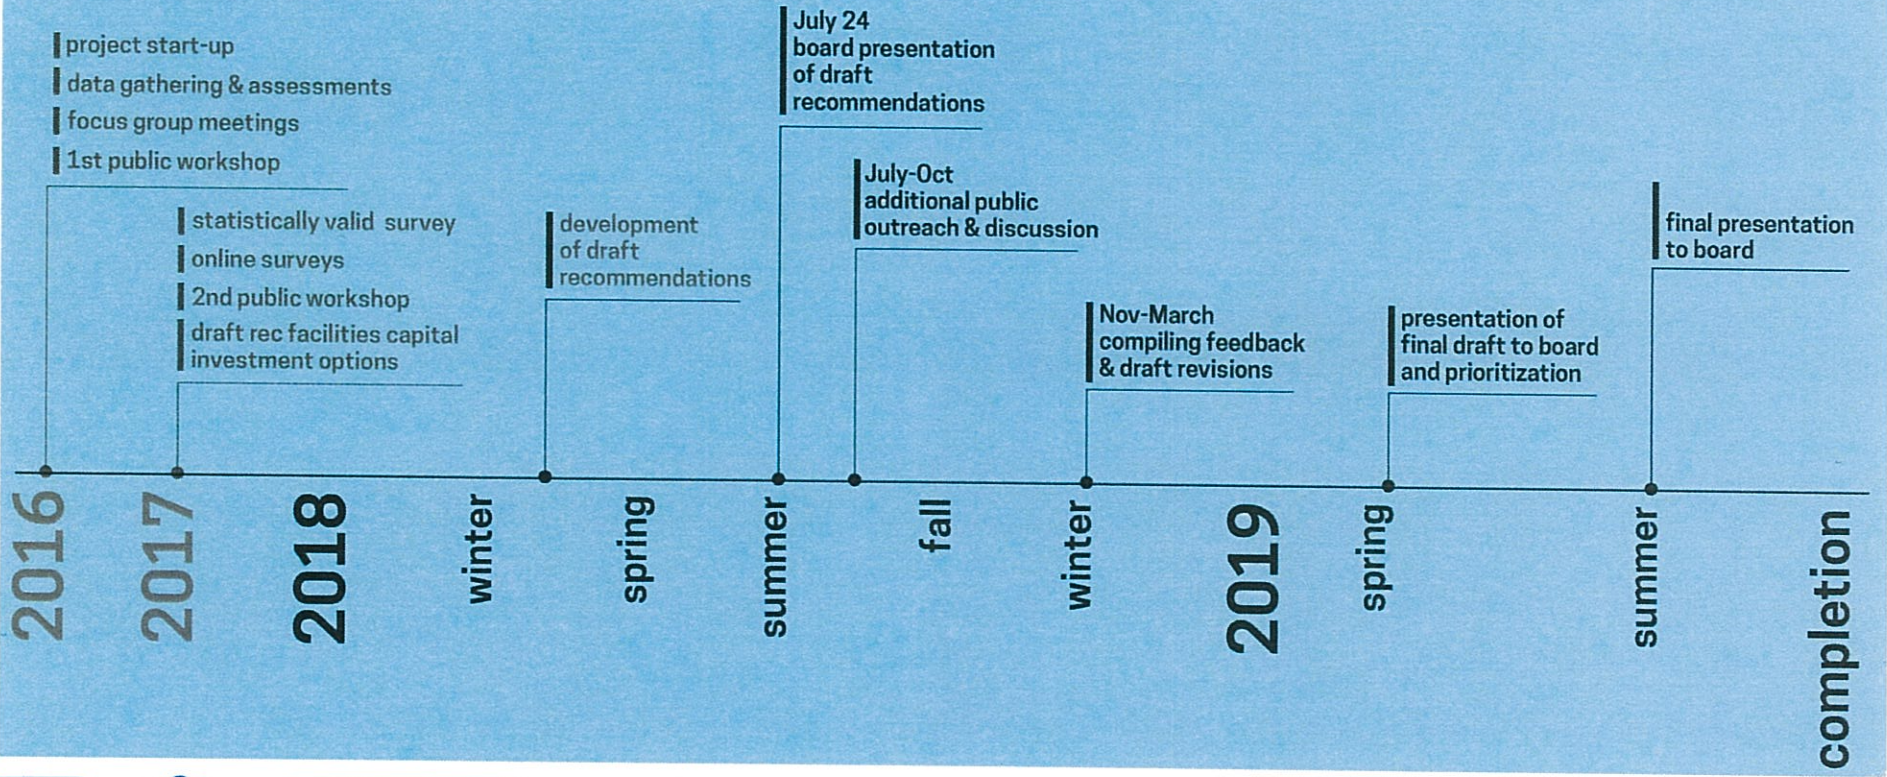 project start-up
data gathering & assessments
focus group meetings
1st public workshop
statistically valid survey
online surveys
2nd public workshop
draft rec facilities capital
investment options
development
of draft
recommendations
July 24
board presentation
of draft
recommendations
July-Oct
additional public
outreach & discussion
Nov-March
compiling feedback
& draft revisions
presentation of
final draft to board
and prioritization
final presentation
to board
2016
2017
2018
winter
spring
summer
fall
winter
2019
spring
summer
completion